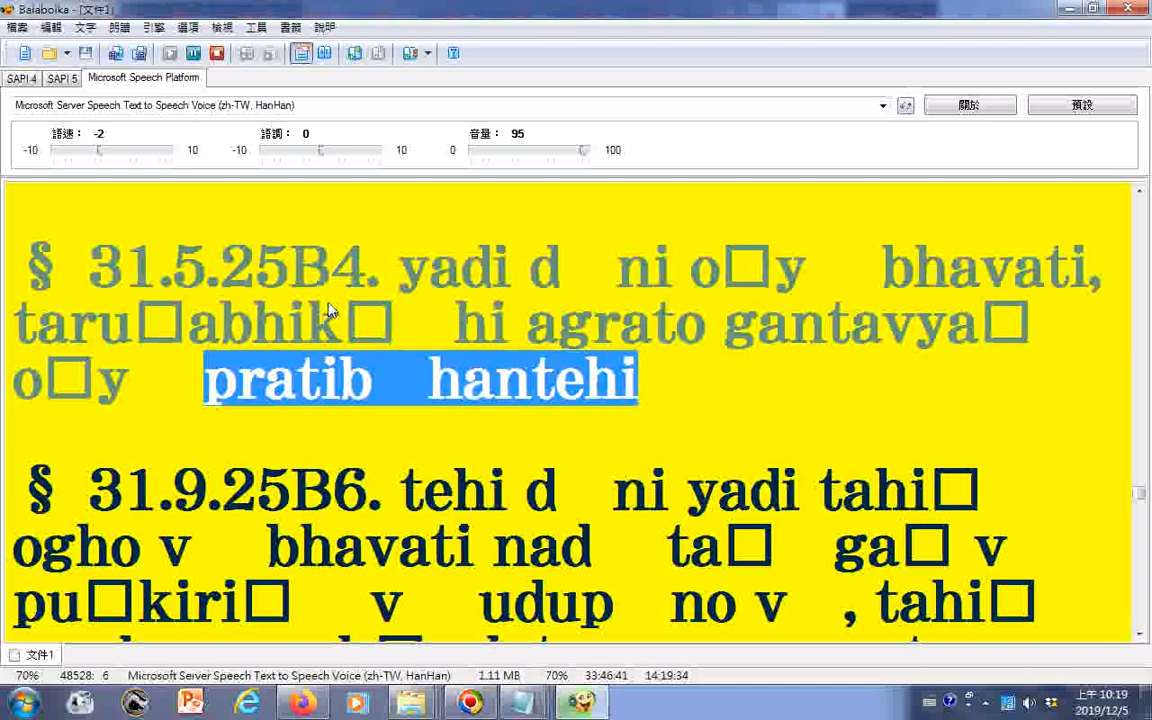 Balabolka - [文件1]
檔案 編輯 文字 朗讀 引擎 選項 檢視 工具 書籤 說明
SAPI 4 SAPI 5 Microsoft Speech Platform
Microsoft Server Speech Text to Speech Voice (zh-TW, HanHan) 關於 預設
語速： -2 語調： 0 音量： 95
-10 10 -10 10 0 100
§ 31.5.25B4. yadi d ni o□y bhavati,
taru□abhik□ hi agrato gantavya□
o□y pratib hantehi
§ 31.9.25B6. tehi d ni yadi tahi□
ogho v bhavati nad ta□ ga□ v
pu□kiri□ v udup no v , tahi□
文件1
70% 48528: 6 Microsoft Server Speech Text to Speech Voice (zh-TW, HanHan) 1.11 MB 70% 33:46:41 14:19:34
上午 10:19
2019/12/5